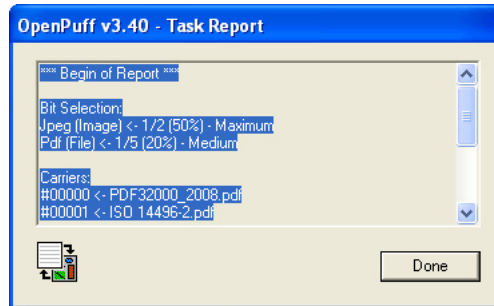 OpenPuff v3.40 - Task Report
*** Begin of Report ***
Bit Selection:
Jpeg (Image) <- 1/2 (50%) - Maximum
Pdf (File) <- 1/5 (20%) - Medium
Carriers:
#00000 <- PDF32000_2008.pdf
#00001 <- ISO 14496-2.pdf
Done